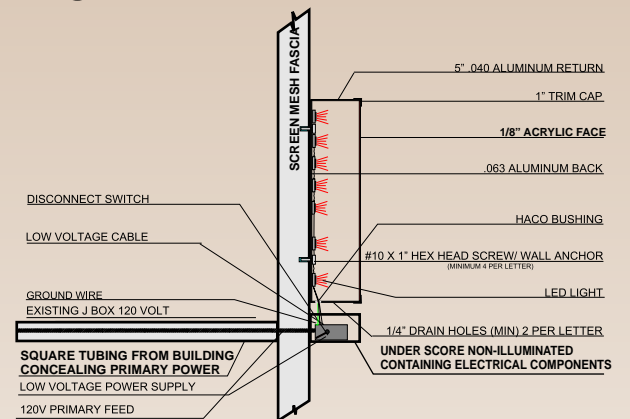 SCREEN MESH FASCIA
5" .040 ALUMINUM RETURN
1" TRIM CAP
1/8" ACRYLIC FACE
.063 ALUMINUM BACK
DISCONNECT SWITCH
HACO BUSHING
LOW VOLTAGE CABLE
#10 X 1" HEX HEAD SCREW/ WALL ANCHOR
(MINIMUM 4 PER LETTER)
LED LIGHT
GROUND WIRE
EXISTING J BOX 120 VOLT
1/4" DRAIN HOLES (MIN) 2 PER LETTER
SQUARE TUBING FROM BUILDING
CONCEALING PRIMARY POWER
UNDER SCORE NON-ILLUMINATED
CONTAINING ELECTRICAL COMPONENTS
LOW VOLTAGE POWER SUPPLY
120V PRIMARY FEED